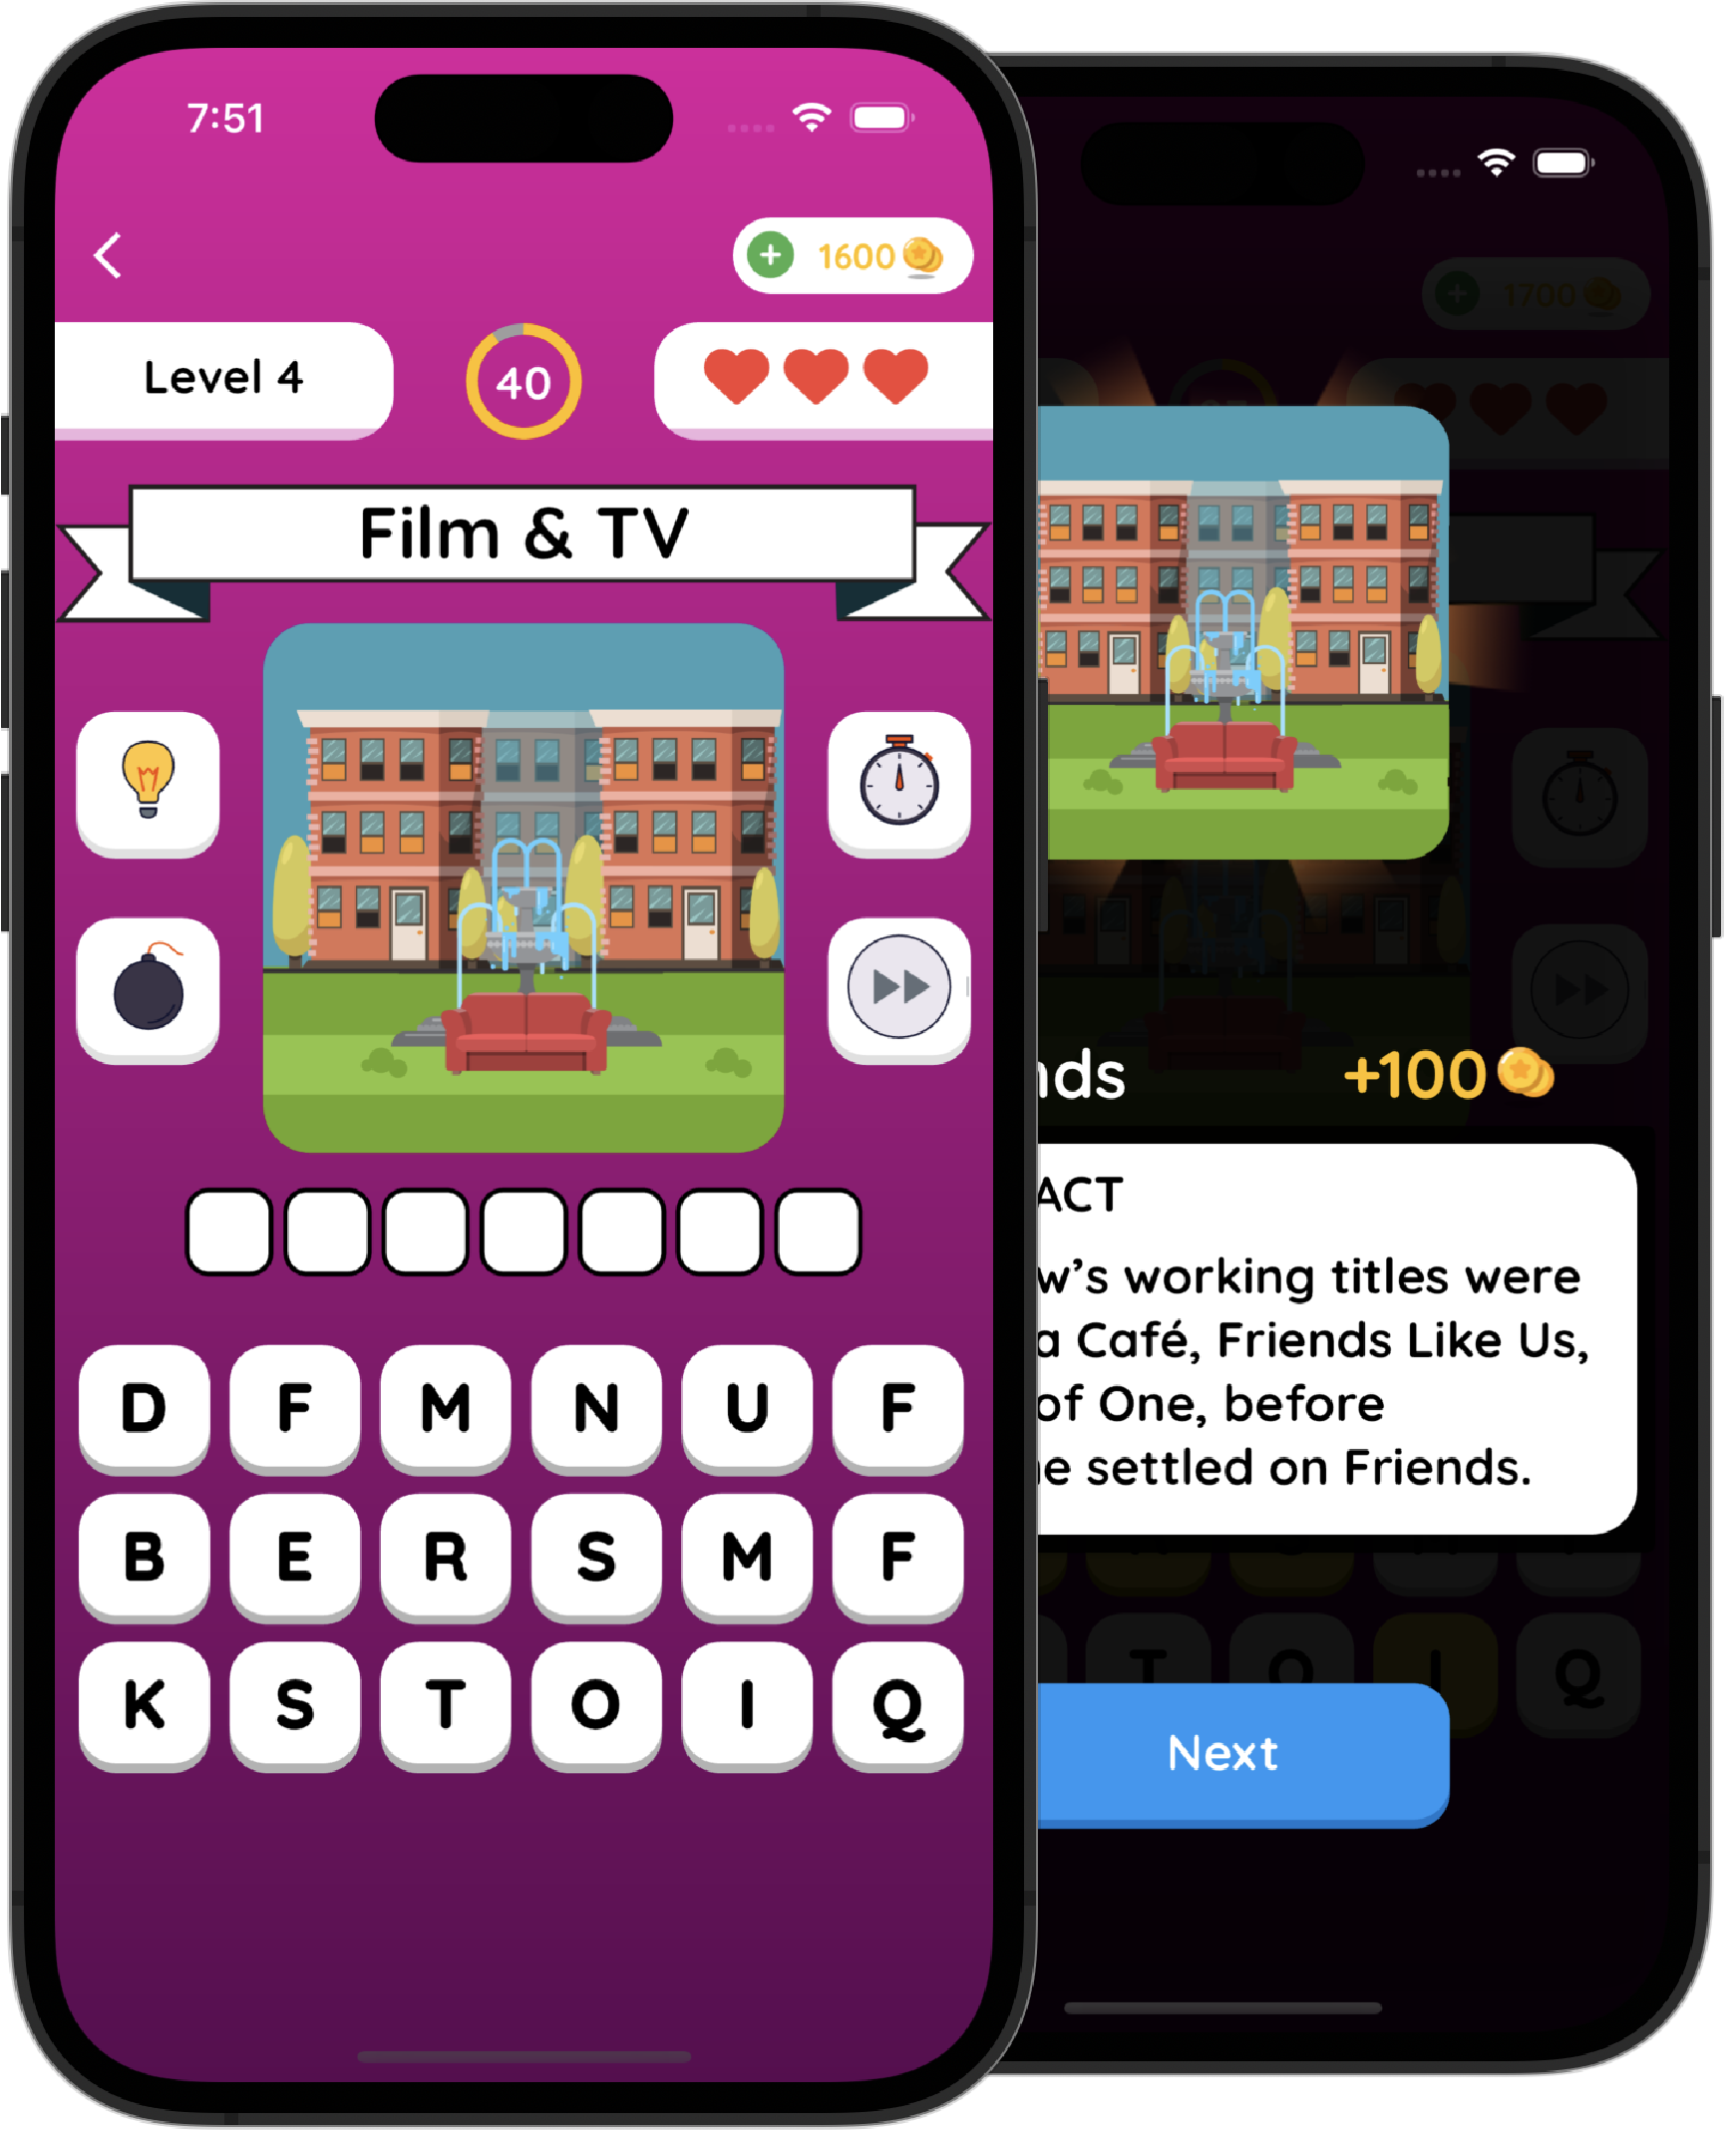 7:51
1600
Level 4
40
Film & TV
D F M N U F
B E R S M F
K S T O I Q
1700
nds +100
ACT
w's working titles were
a Café, Friends Like Us,
of One, before
e settled on Friends.
T O I Q
Next